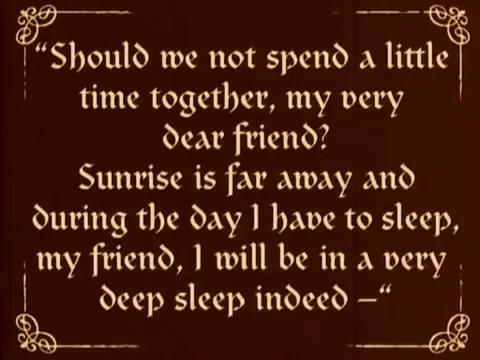 “Should we not spend a little
time together, my very
dear friend?
Sunrise is far away and
during the day I have to sleep,
my friend, I will be in a very
deep sleep indeed —“